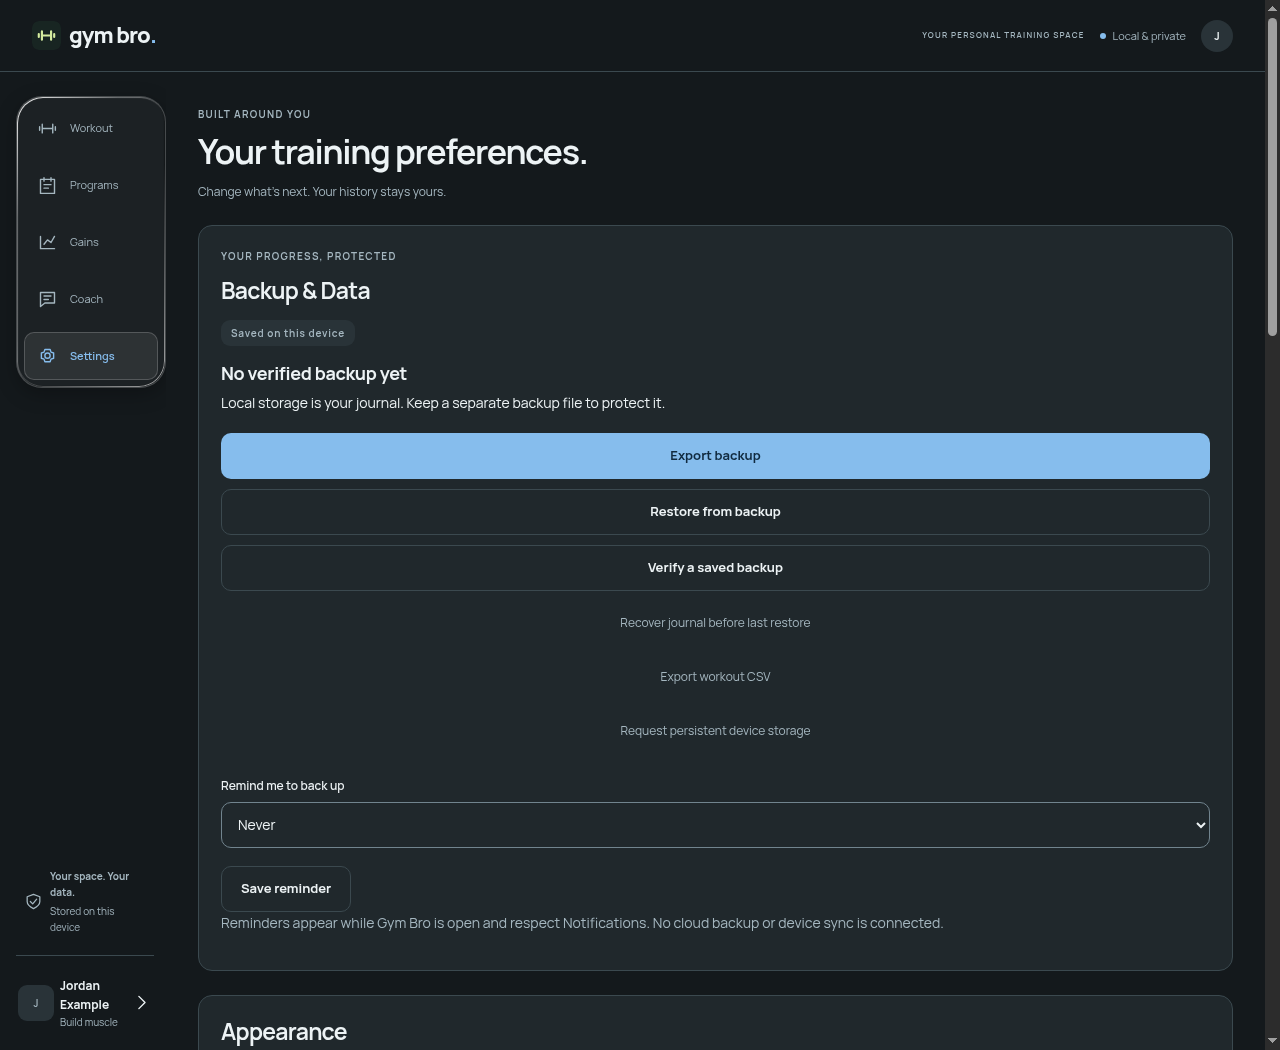 gym bro.
YOUR PERSONAL TRAINING SPACE
Local & private
J
Workout
Programs
Gains
Coach
Settings
Your space. Your
data.
Stored on this
device
J
Jordan
Example
Build muscle
BUILT AROUND YOU
Your training preferences.
Change what's next. Your history stays yours.
YOUR PROGRESS, PROTECTED
Backup & Data
Saved on this device
No verified backup yet
Local storage is your journal. Keep a separate backup file to protect it.
Export backup
Restore from backup
Verify a saved backup
Recover journal before last restore
Export workout CSV
Request persistent device storage
Remind me to back up
Never
Save reminder
Reminders appear while Gym Bro is open and respect Notifications. No cloud backup or device sync is connected.
Appearance